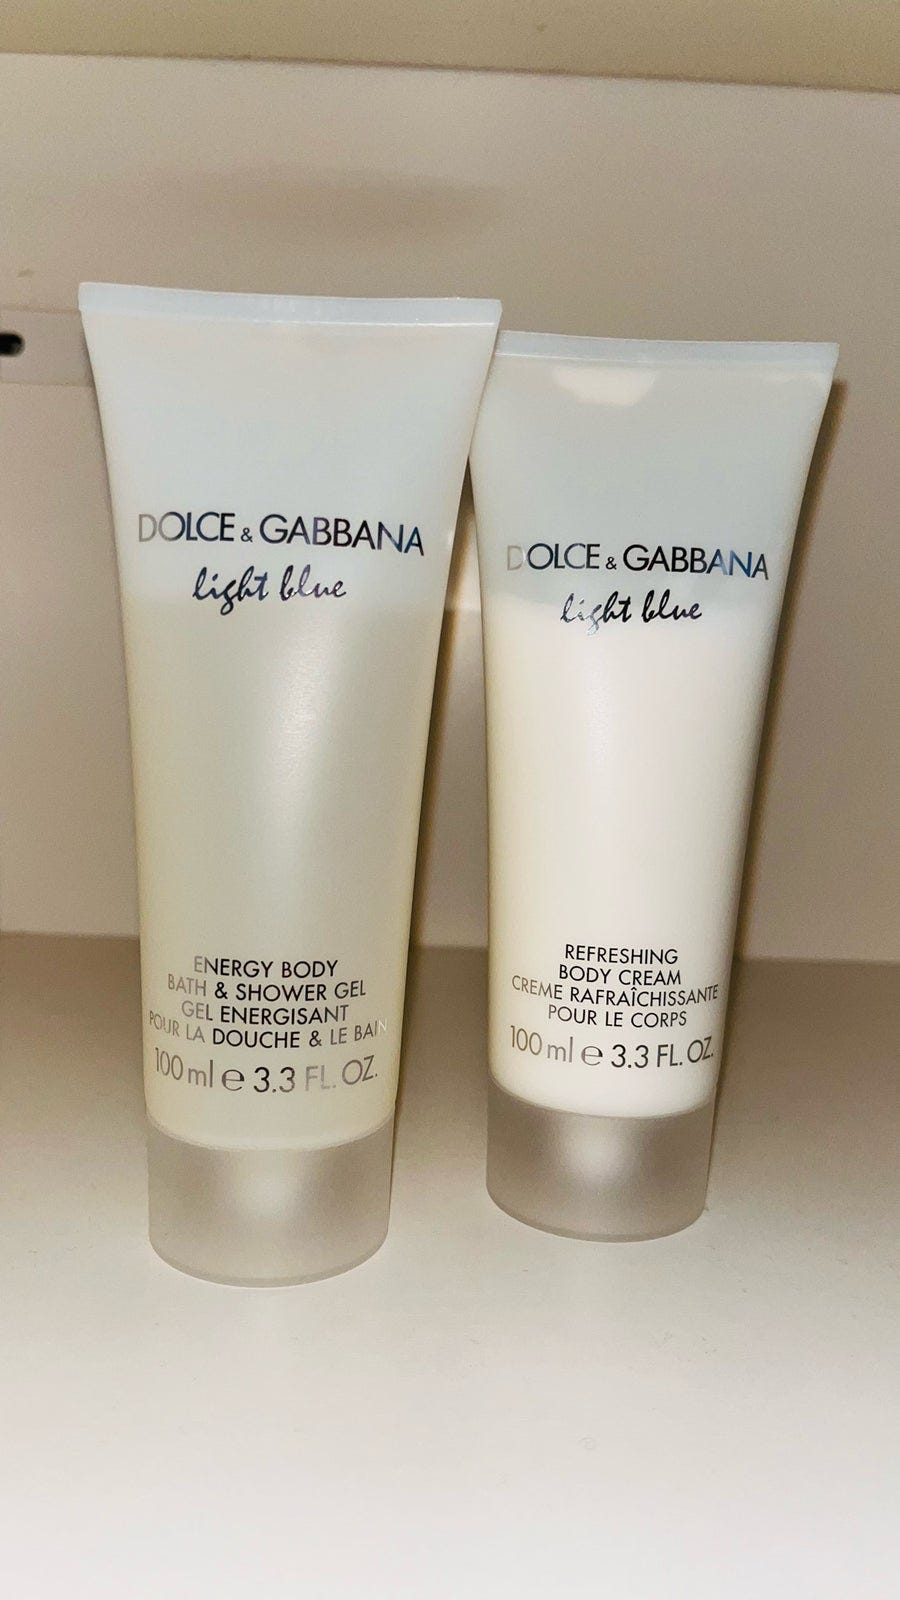 DOLCE & GABBANA
light blue
ENERGY BODY
BATH & SHOWER GEL
GEL ENERGISANT
POUR LA DOUCHE & LE BAIN
100 ml e 3.3 FL. OZ.
DOLCE & GABBANA
light blue
REFRESHING
BODY CREAM
CREME RAFRAÎCHISSANTE
POUR LE CORPS
100 ml e 3.3 FL. OZ.